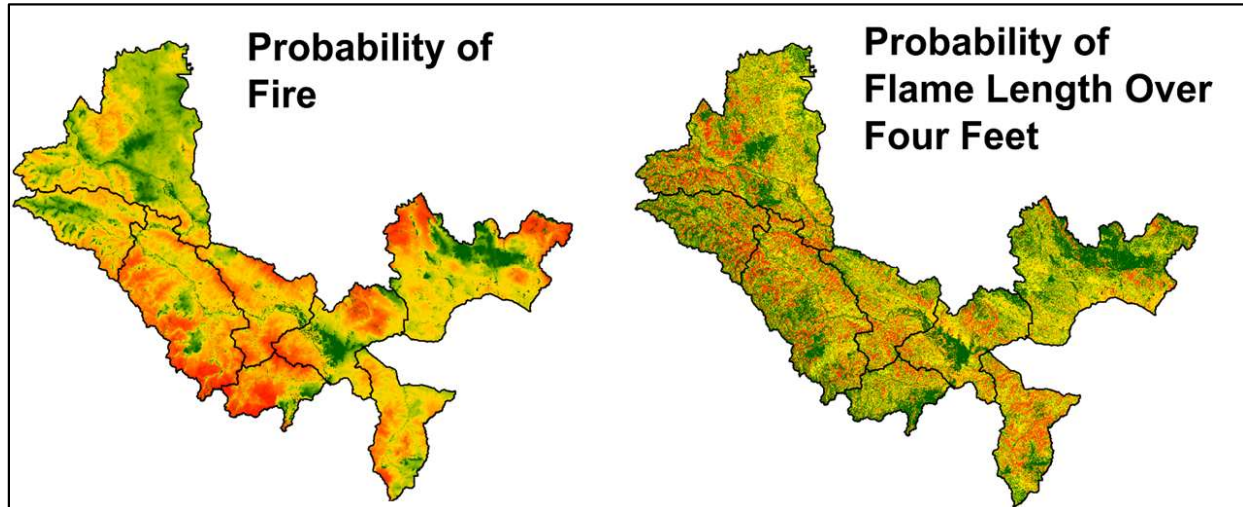 Probability of
Fire
Probability of
Flame Length Over
Four Feet